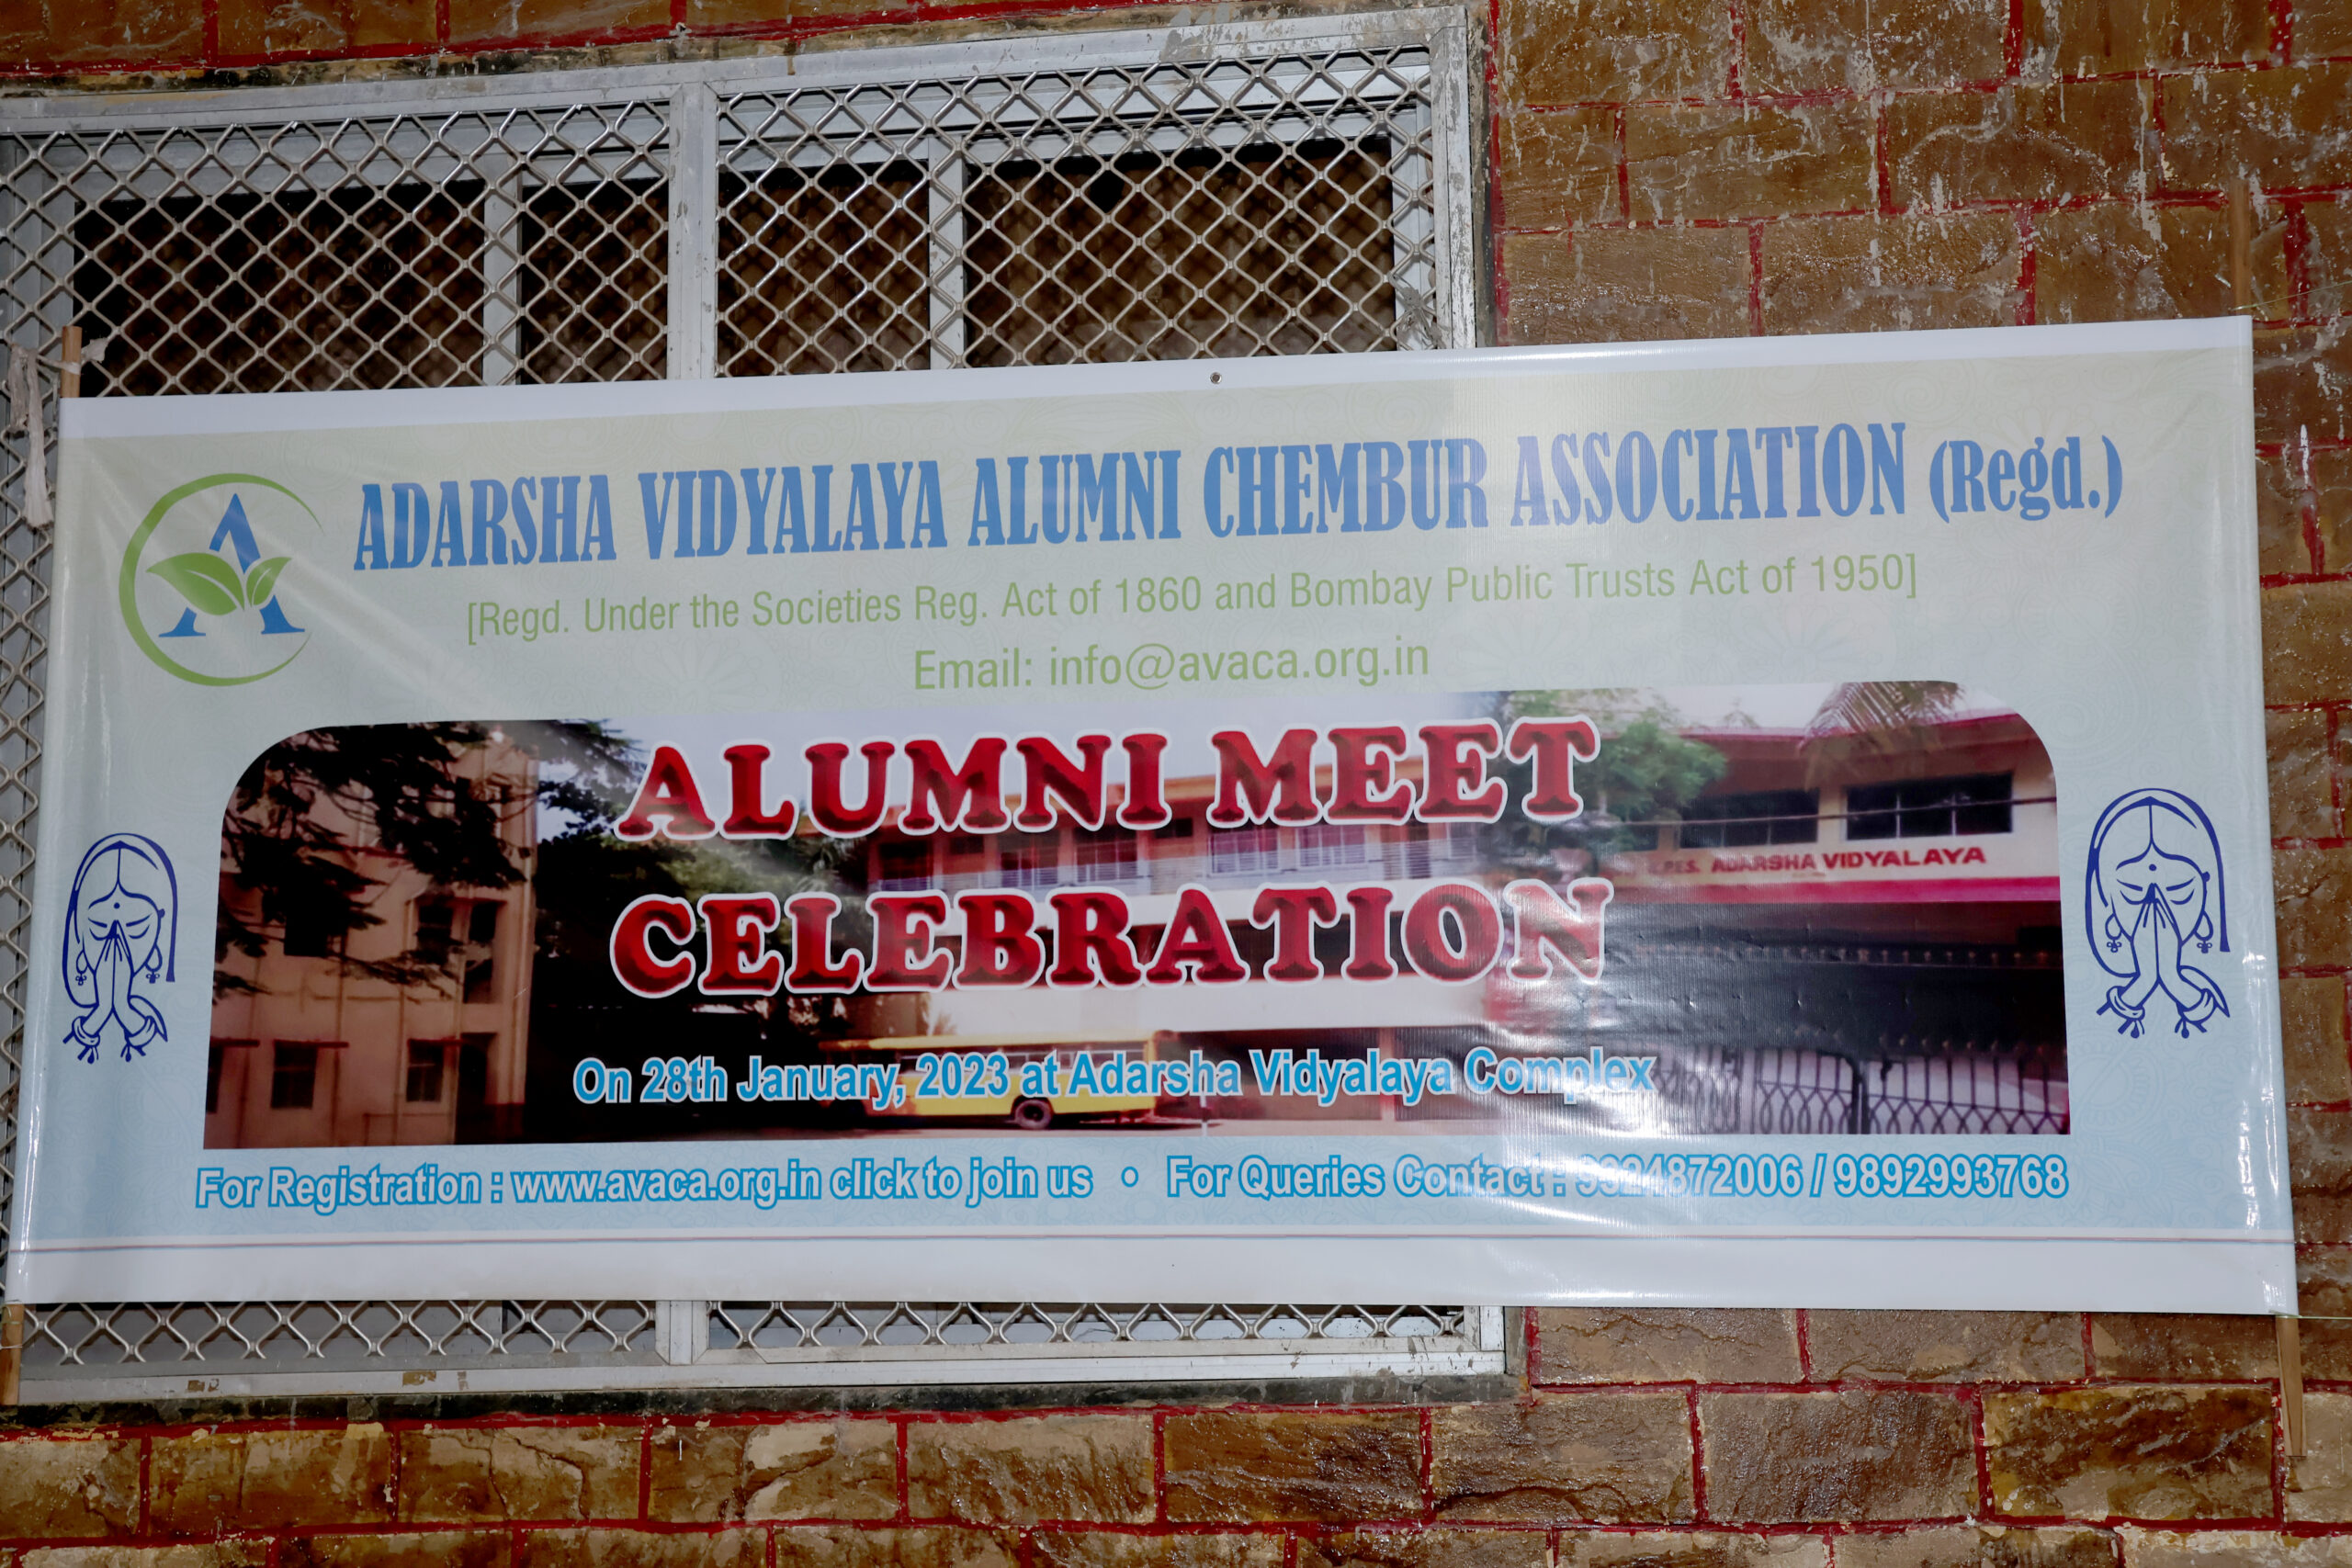 ADARSHA VIDYALAYA ALUMNI CHEMBUR ASSOCIATION (Regd.)
[Regd. Under the Societies Reg. Act of 1860 and Bombay Public Trusts Act of 1950]
Email: info@avaca.org.in
ALUMNI MEET
ADARSHA VIDYALAYA
CELEBRATION
On 28th January, 2023 at Adarsha Vidyalaya Complex
For Registration : www.avaca.org.in click to join us • For Queries Contact : / 9892993768